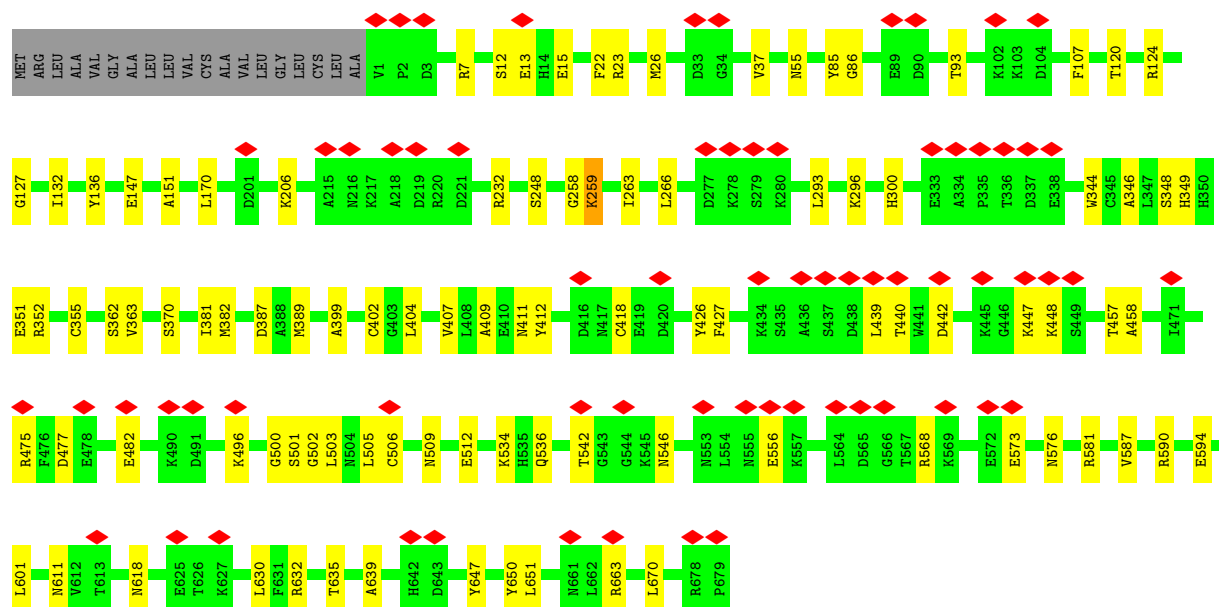 MET ARG LEU ALA VAL GLY ALA LEU LEU VAL CYS ALA VAL LEU GLY LEU CYS LEU ALA V1 P2 D3 R7 S12 E13 H14 E15 F22 R23 M26 D33 G34 V37 N55 Y85 G86 E89 D90 T93 K102 K103 D104 F107 T120 R124
G127 I132 Y136 E147 A151 L170 D201 K206 A215 N216 K217 A218 D219 R220 D221 R232 S248 G258 K259 I263 L266 D277 K278 S279 K280 L293 K296 H300 E333 A334 P335 T336 D337 E338 W344 C345 A346 L347 S348 H349 H350
E351 R352 C355 S362 V363 S370 I381 M382 D387 A388 M389 A399 C402 G403 L404 V407 L408 A409 E410 N411 Y412 D416 N417 C418 E419 D420 Y426 F427 K434 S435 A436 S437 D438 L439 T440 W441 D442 K445 G446 K447 K448 S449 T457 A458 I471
R475 F476 D477 E478 E482 K490 D491 K496 G500 S501 G502 L503 N504 L505 C506 N509 E512 K534 H535 Q536 T542 G543 G544 K545 N546 N553 L554 N555 E556 K557 L564 D565 G566 T567 R568 K569 E572 E573 N576 R581 V587 R590 E594
L601 N611 V612 T613 N618 E625 T626 K627 L630 F631 R632 T635 A639 H642 D643 Y647 Y650 L651 N661 L662 R663 L670 R678 P679